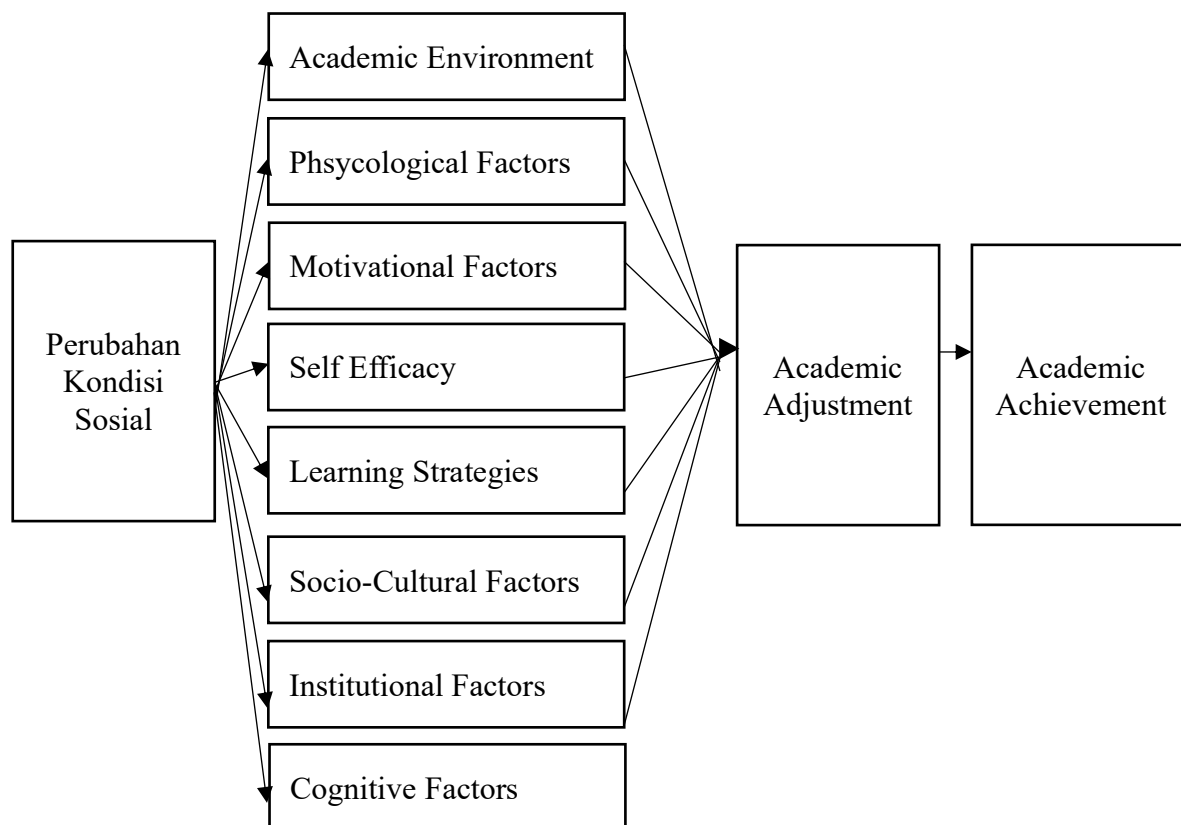 Academic Environment
Phsycological Factors
Motivational Factors
Perubahan
Kondisi
Sosial
Self Efficacy
Learning Strategies
Socio-Cultural Factors
Institutional Factors
Cognitive Factors
Academic
Adjustment
Academic
Achievement